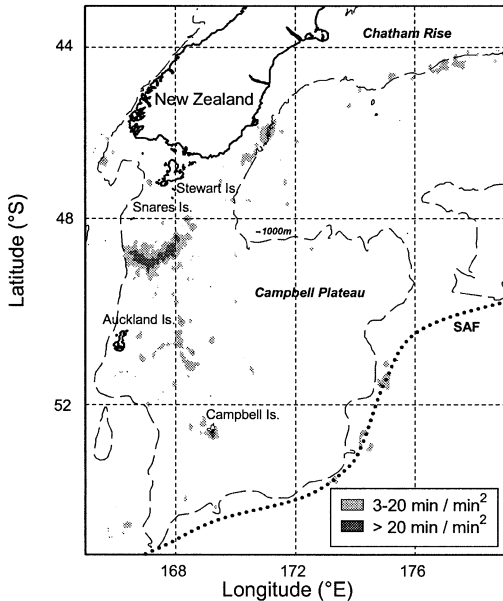 44
Chatham Rise
New Zealand
Stewart Is.
Snares Is.
48
~1000m
Campbell Plateau
Auckland Is.
SAF
52
Campbell Is.
3-20 min / min²
> 20 min / min²
168
172
176
Longitude (°E)
Latitude (°S)